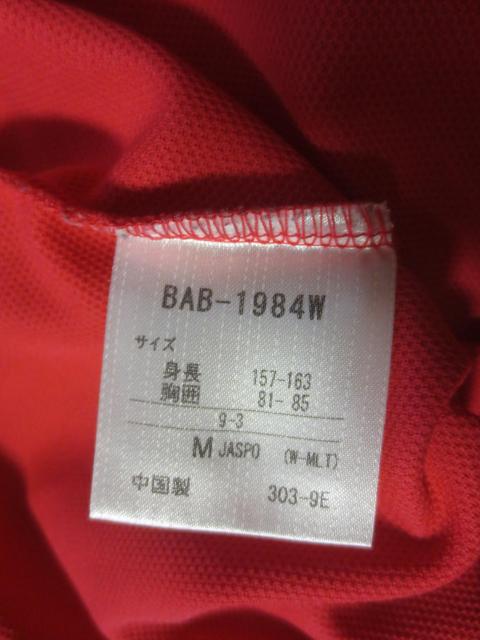 BAB-1984W
サイズ
身長 157-163
胸囲 81- 85
9-3
M JASPO (W-MLT)
中国製 303-9E